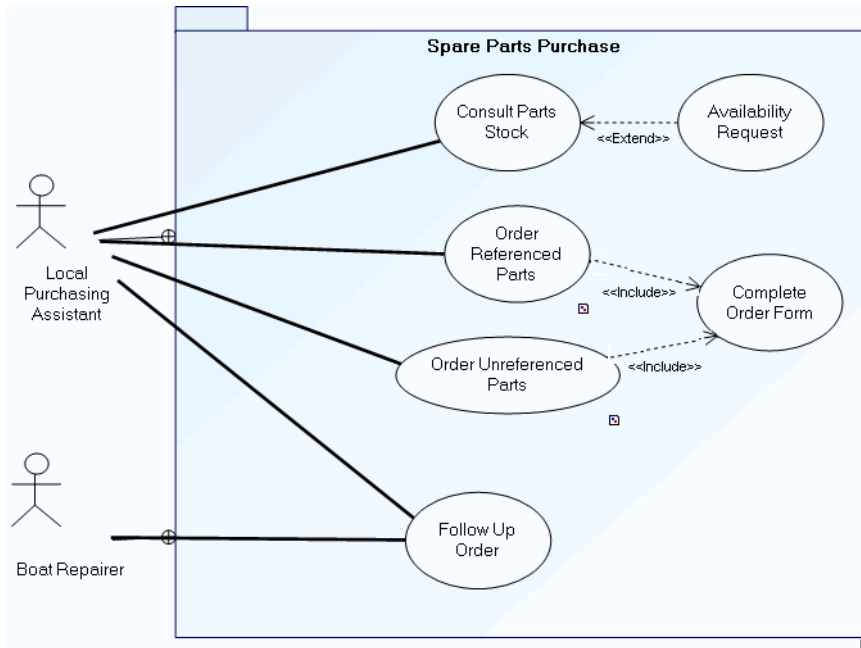 Spare Parts Purchase
Consult Parts
Stock
Availability
Request
<<Extend>>
Local
Purchasing
Assistant
Order
Referenced
Parts
<<Include>>
Complete
Order Form
Order Unreferenced
Parts
<<Include>>
Boat Repairer
Follow Up
Order